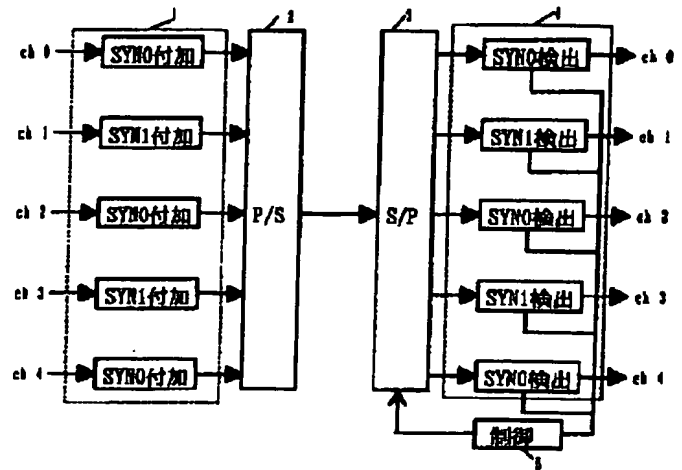 1 2 3 4
ch 0 SYN0付加 SYN0検出 ch 0
ch 1 SYN1付加 SYN1検出 ch 1
ch 2 SYN0付加 P/S S/P SYN0検出 ch 2
ch 3 SYN1付加 SYN1検出 ch 3
ch 4 SYN0付加 SYN0検出 ch 4
制御
5